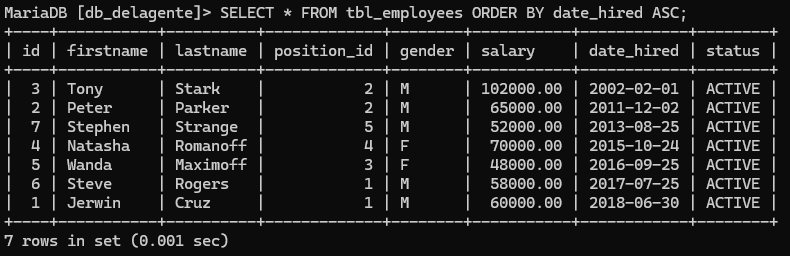 MariaDB [db_delagente]> SELECT * FROM tbl_employees ORDER BY date_hired ASC;
+----+-----------+----------+-------------+--------+-----------+------------+--------+
| id | firstname | lastname | position_id | gender | salary    | date_hired | status |
+----+-----------+----------+-------------+--------+-----------+------------+--------+
|  3 | Tony      | Stark    |           2 | M      | 102000.00 | 2002-02-01 | ACTIVE |
|  2 | Peter     | Parker   |           2 | M      |  65000.00 | 2011-12-02 | ACTIVE |
|  7 | Stephen   | Strange  |           5 | M      |  52000.00 | 2013-08-25 | ACTIVE |
|  4 | Natasha   | Romanoff |           4 | F      |  70000.00 | 2015-10-24 | ACTIVE |
|  5 | Wanda     | Maximoff |           3 | F      |  48000.00 | 2016-09-25 | ACTIVE |
|  6 | Steve     | Rogers   |           1 | M      |  58000.00 | 2017-07-25 | ACTIVE |
|  1 | Jerwin    | Cruz     |           1 | M      |  60000.00 | 2018-06-30 | ACTIVE |
+----+-----------+----------+-------------+--------+-----------+------------+--------+
7 rows in set (0.001 sec)